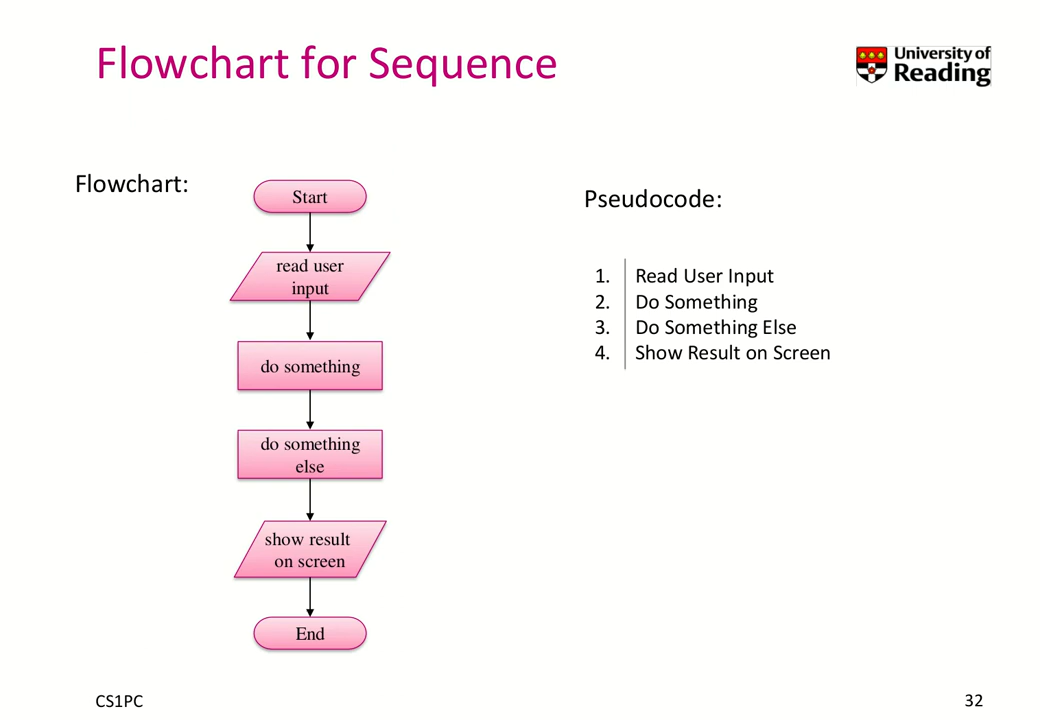 Flowchart for Sequence
University of
Reading
Flowchart:
Start
read user
input
do something
do something
else
show result
on screen
End
Pseudocode:
1. Read User Input
2. Do Something
3. Do Something Else
4. Show Result on Screen
CS1PC
32